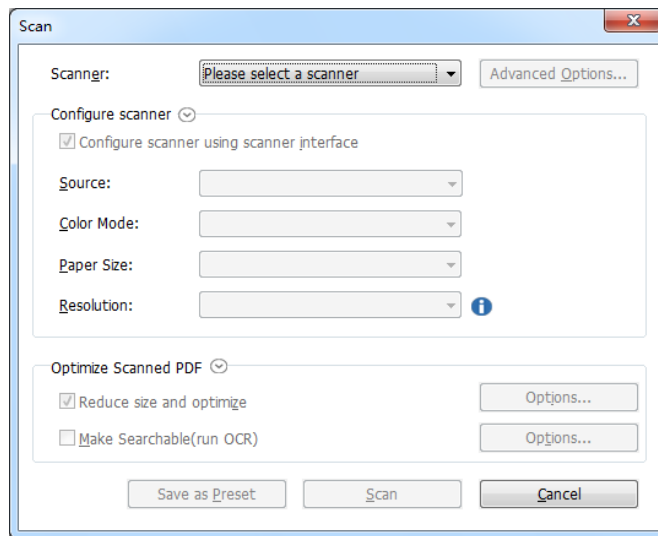 Scan
Scanner: Please select a scanner Advanced Options...
Configure scanner
Configure scanner using scanner interface
Source:
Color Mode:
Paper Size:
Resolution:
Optimize Scanned PDF
Reduce size and optimize Options...
Make Searchable(run OCR) Options...
Save as Preset Scan Cancel